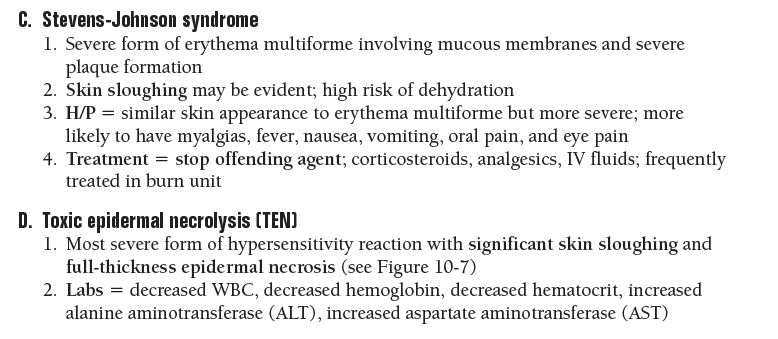 C. Stevens-Johnson syndrome
1. Severe form of erythema multiforme involving mucous membranes and severe
plaque formation
2. Skin sloughing may be evident; high risk of dehydration
3. H/P = similar skin appearance to erythema multiforme but more severe; more
likely to have myalgias, fever, nausea, vomiting, oral pain, and eye pain
4. Treatment = stop offending agent; corticosteroids, analgesics, IV fluids; frequently
treated in burn unit
D. Toxic epidermal necrolysis (TEN)
1. Most severe form of hypersensitivity reaction with significant skin sloughing and
full-thickness epidermal necrosis (see Figure 10-7)
2. Labs = decreased WBC, decreased hemoglobin, decreased hematocrit, increased
alanine aminotransferase (ALT), increased aspartate aminotransferase (AST)